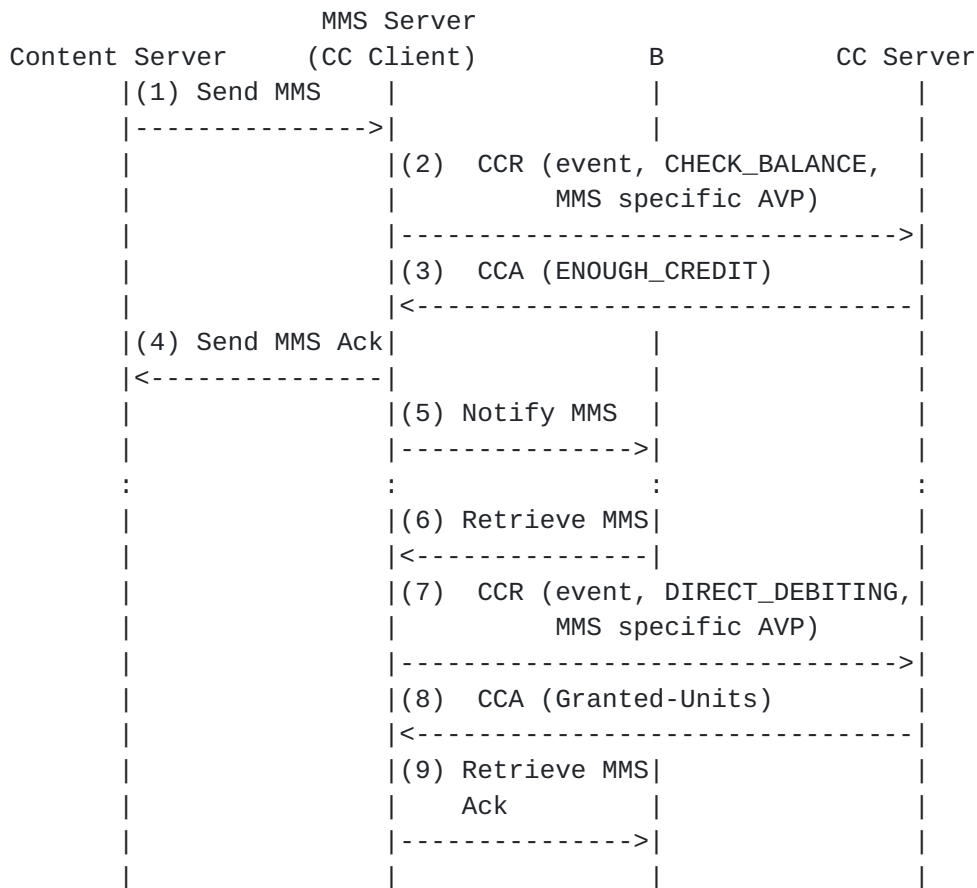 MMS Server
Content Server (CC Client) B CC Server
(1) Send MMS
(2) CCR (event, CHECK_BALANCE,
MMS specific AVP)
(3) CCA (ENOUGH_CREDIT)
(4) Send MMS Ack
(5) Notify MMS
(6) Retrieve MMS
(7) CCR (event, DIRECT_DEBITING,
MMS specific AVP)
(8) CCA (Granted-Units)
(9) Retrieve MMS
Ack